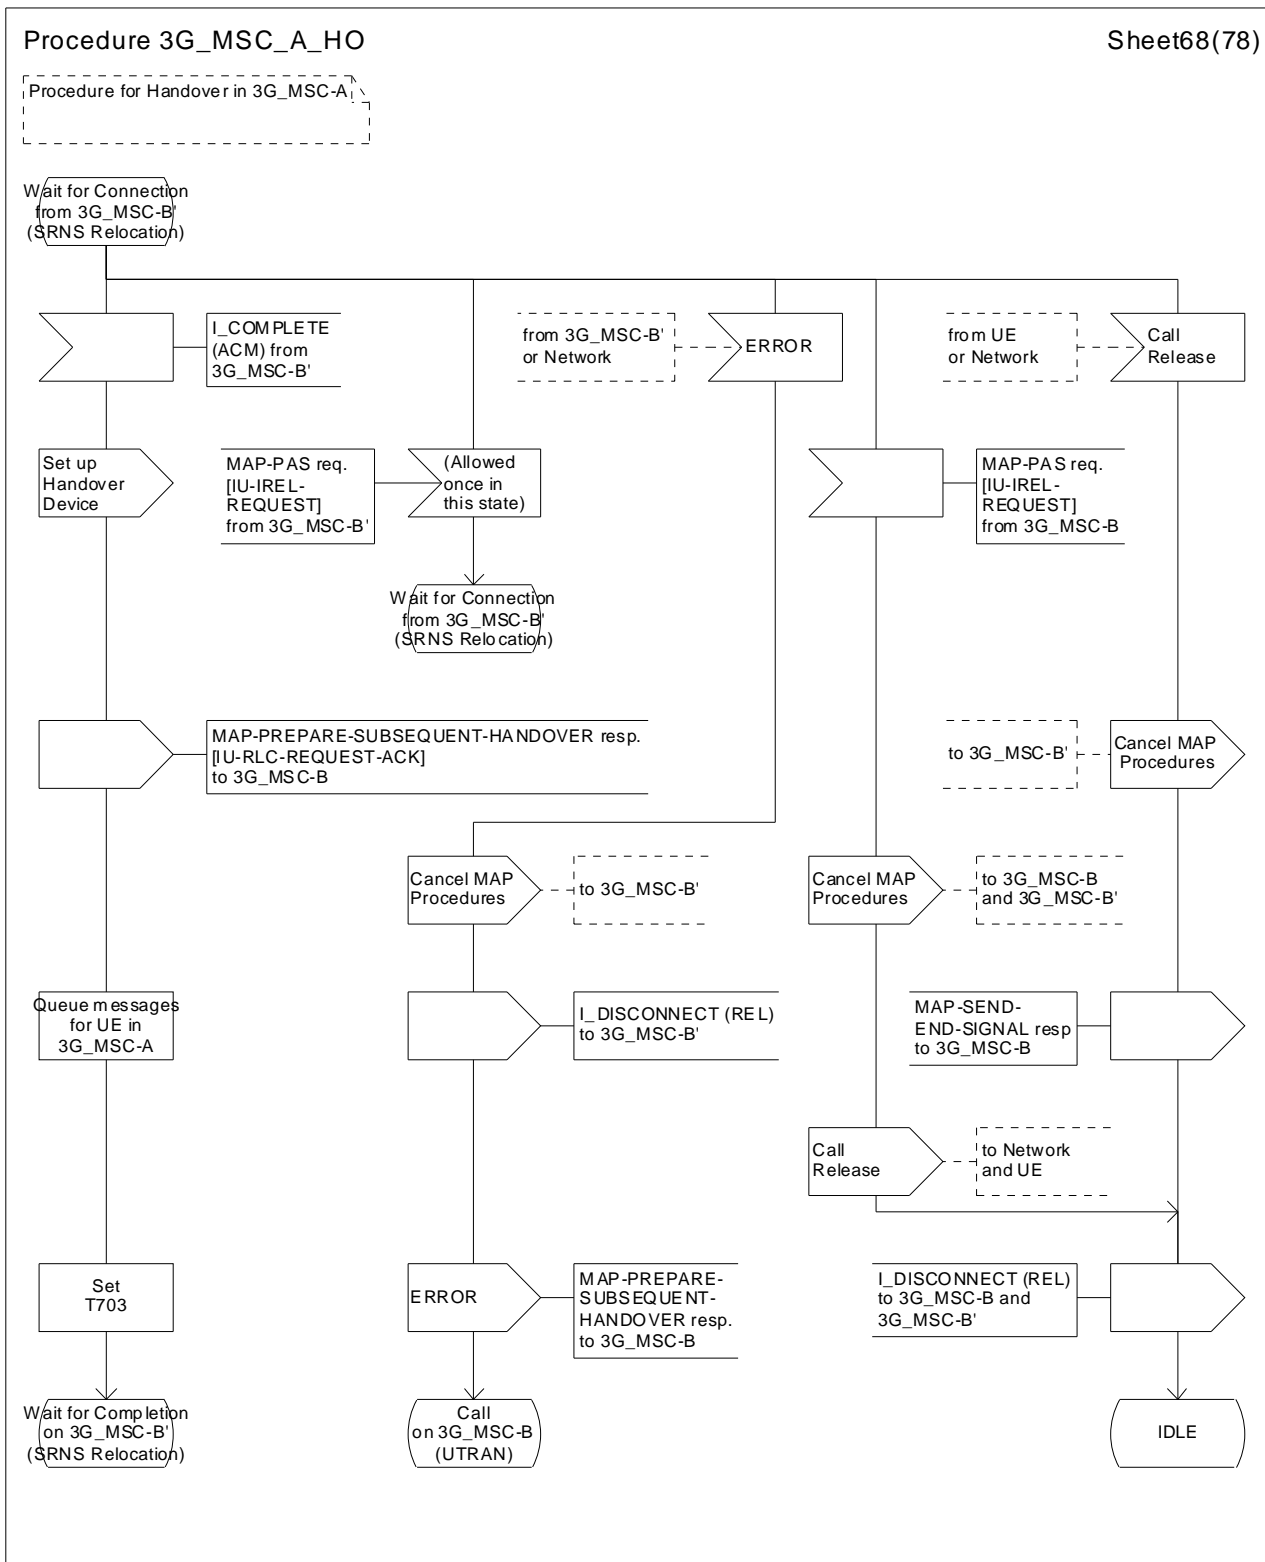 Procedure 3G_MSC_A_HO
Sheet68(78)
Procedure for Handover in 3G_MSC-A
Wait for Connection
from 3G_MSC-B'
(SRNS Relocation)
I_COMPLETE
(ACM) from
3G_MSC-B'
from 3G_MSC-B'
or Network
ERROR
from UE
or Network
Call
Release
Set up
Handover
Device
MAP-PAS req.
[IU-IREL-
REQUEST]
from 3G_MSC-B'
(Allowed
once in
this state)
MAP-PAS req.
[IU-IREL-
REQUEST]
from 3G_MSC-B
Wait for Connection
from 3G_MSC-B'
(SRNS Relocation)
MAP-PREPARE-SUBSEQUENT-HANDOVER resp.
[IU-RLC-REQUEST-ACK]
to 3G_MSC-B
to 3G_MSC-B'
Cancel MAP
Procedures
Cancel MAP
Procedures
to 3G_MSC-B'
Cancel MAP
Procedures
to 3G_MSC-B
and 3G_MSC-B'
Queue messages
for UE in
3G_MSC-A
I_DISCONNECT (REL)
to 3G_MSC-B'
MAP-SEND-
END-SIGNAL resp
to 3G_MSC-B
Call
Release
to Network
and UE
Set
T703
ERROR
MAP-PREPARE-
SUBSEQUENT-
HANDOVER resp.
to 3G_MSC-B
I_DISCONNECT (REL)
to 3G_MSC-B and
3G_MSC-B'
Wait for Completion
on 3G_MSC-B'
(SRNS Relocation)
Call
on 3G_MSC-B
(UTRAN)
IDLE